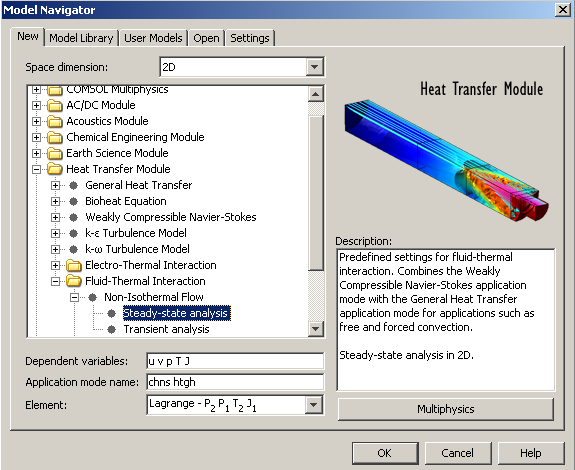 Model Navigator
New Model Library User Models Open Settings
Space dimension: 2D
COMSOL Multiphysics
AC/DC Module
Acoustics Module
Chemical Engineering Module
Earth Science Module
Heat Transfer Module
General Heat Transfer
Bioheat Equation
Weakly Compressible Navier-Stokes
k-ε Turbulence Model
k-ω Turbulence Model
Electro-Thermal Interaction
Fluid-Thermal Interaction
Non-Isothermal Flow
Steady-state analysis
Transient analysis
Dependent variables: u v p T J
Application mode name: chns htgh
Element: Lagrange - P2 P1 T2 J1
Heat Transfer Module
Description:
Predefined settings for fluid-thermal
interaction. Combines the Weakly
Compressible Navier-Stokes application
mode with the General Heat Transfer
application mode for applications such as
free and forced convection.
Steady-state analysis in 2D.
Multiphysics
OK Cancel Help